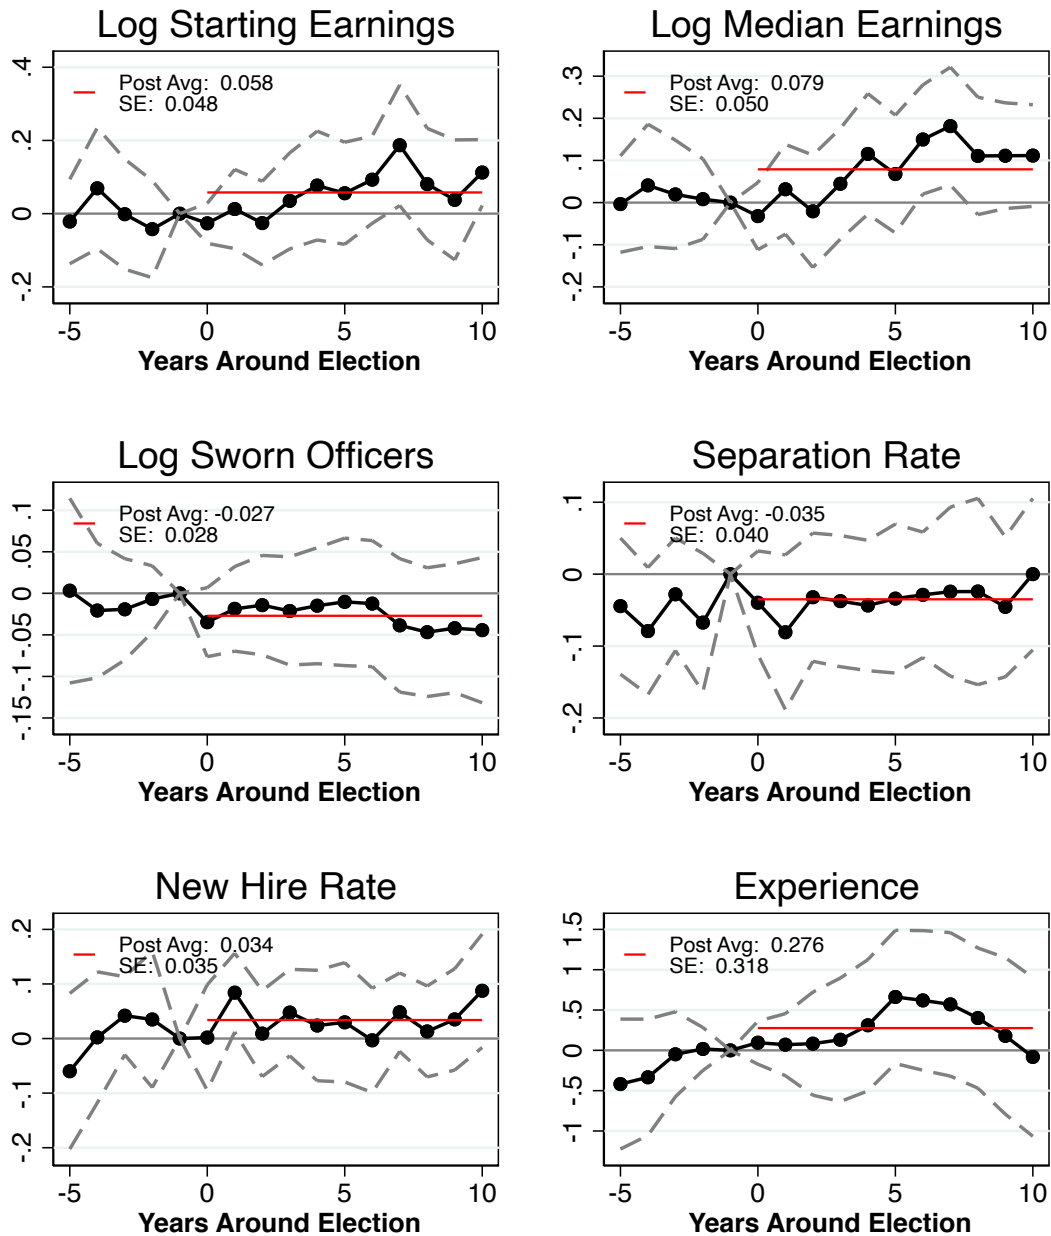 Log Starting Earnings
Post Avg: 0.058
SE: 0.048
.4
.2
0
-.2
-5
0
5
10
Years Around Election
Log Median Earnings
Post Avg: 0.079
SE: 0.050
.3
.2
.1
0
-.1
-.2
-5
0
5
10
Years Around Election
Log Sworn Officers
Post Avg: -0.027
SE: 0.028
.1
.05
0
-.05
-.1
-.15
-5
0
5
10
Years Around Election
Separation Rate
Post Avg: -0.035
SE: 0.040
.1
0
-.1
-.2
-5
0
5
10
Years Around Election
New Hire Rate
Post Avg: 0.034
SE: 0.035
.2
.1
0
-.1
-.2
-5
0
5
10
Years Around Election
Experience
Post Avg: 0.276
SE: 0.318
1.5
1
.5
0
-.5
-1
-5
0
5
10
Years Around Election